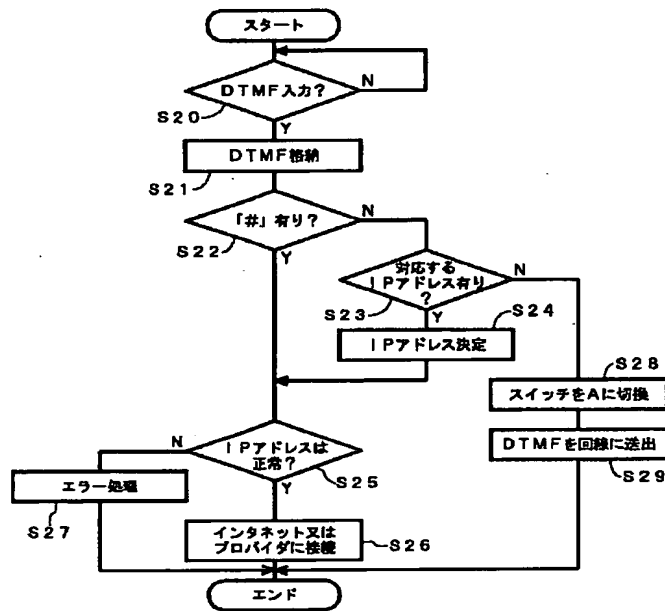 スタート
DTMF入力?
N
S20
Y
DTMF格納
S21
「#」有り?
N
S22
Y
対応する
IPアドレス有り
?
N
S23
Y
S24
IPアドレス決定
S28
スイッチをAに切換
N
IPアドレスは
正常?
DTMFを回線に送出
S29
S25
Y
エラー処理
S27
インタネット又は
プロバイダに接続
S26
エンド